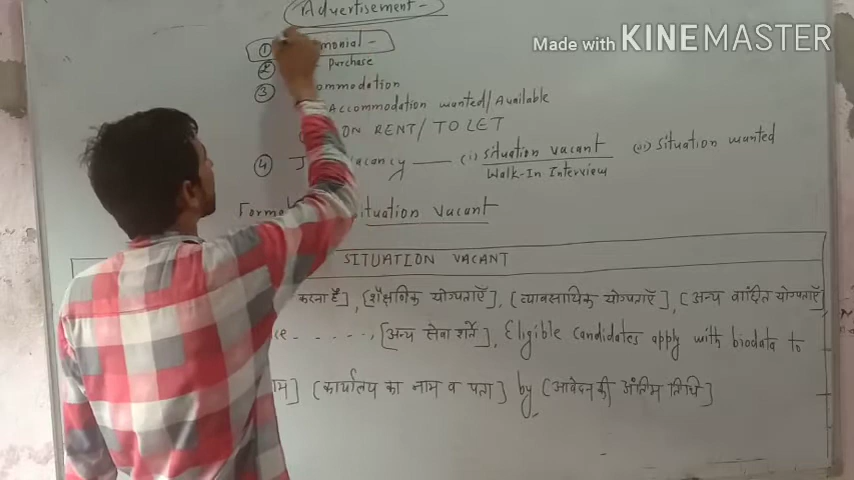 Advertisement -
Made with KINEMASTER
① monial -
② Purchase
③ ommodation
Accommodation wanted/Available
ON RENT/ TO LET
④ J vacancy —— (i) situation vacant (ii) situation wanted
Walk-In Interview
Forma situation vacant
SITUATION VACANT
करना है], [शैक्षणिक योग्यताएँ], (व्यावसायिक योग्यताएँ], (अन्य वांछित योग्यताएँ]
ce- . . . . . , [अन्य सेवा शर्ते], Eligible candidates apply with biodata to
नाम] (कार्यालय का नाम व पता] by (आवेदन की अंतिम तिथि]